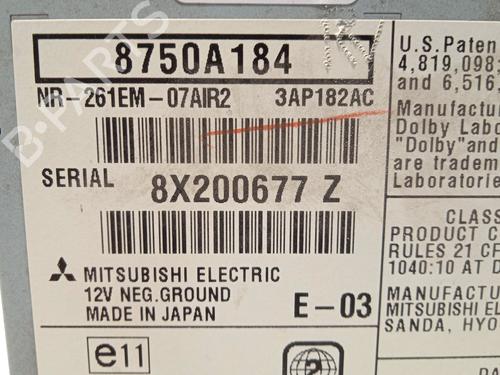 8750A184
NR-261EM-07AIR2 3AP182AC
SERIAL 8X200677 Z
MITSUBISHI ELECTRIC
12V NEG.GROUND
MADE IN JAPAN
E-03
e11
U.S.Paten
4,819,098;
and 6,516,
Manufactur
Dolby Labo
"Dolby"and
are tradem
Laboratorie
CLASS
PRODUCT C
RULES 21 CF
1040:10 AT D
MANUFACTU
MITSUBISHI EL
SANDA, HYO
DA